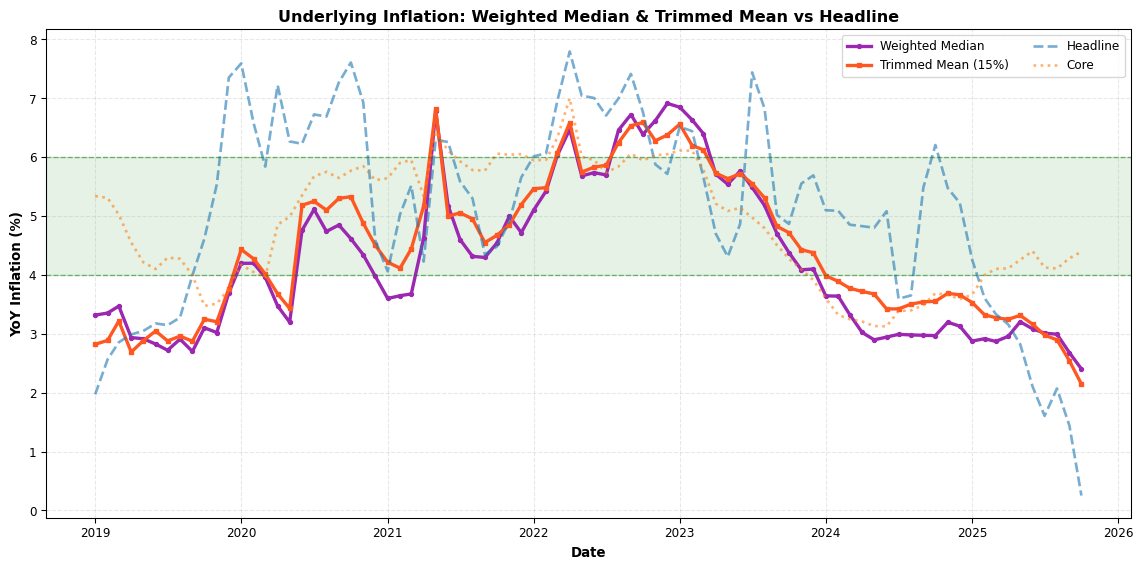 Underlying Inflation: Weighted Median & Trimmed Mean vs Headline
YoY Inflation (%)
8
7
6
5
4
3
2
1
0
Weighted Median
Trimmed Mean (15%)
Headline
Core
2019
2020
2021
2022
2023
2024
2025
2026
Date